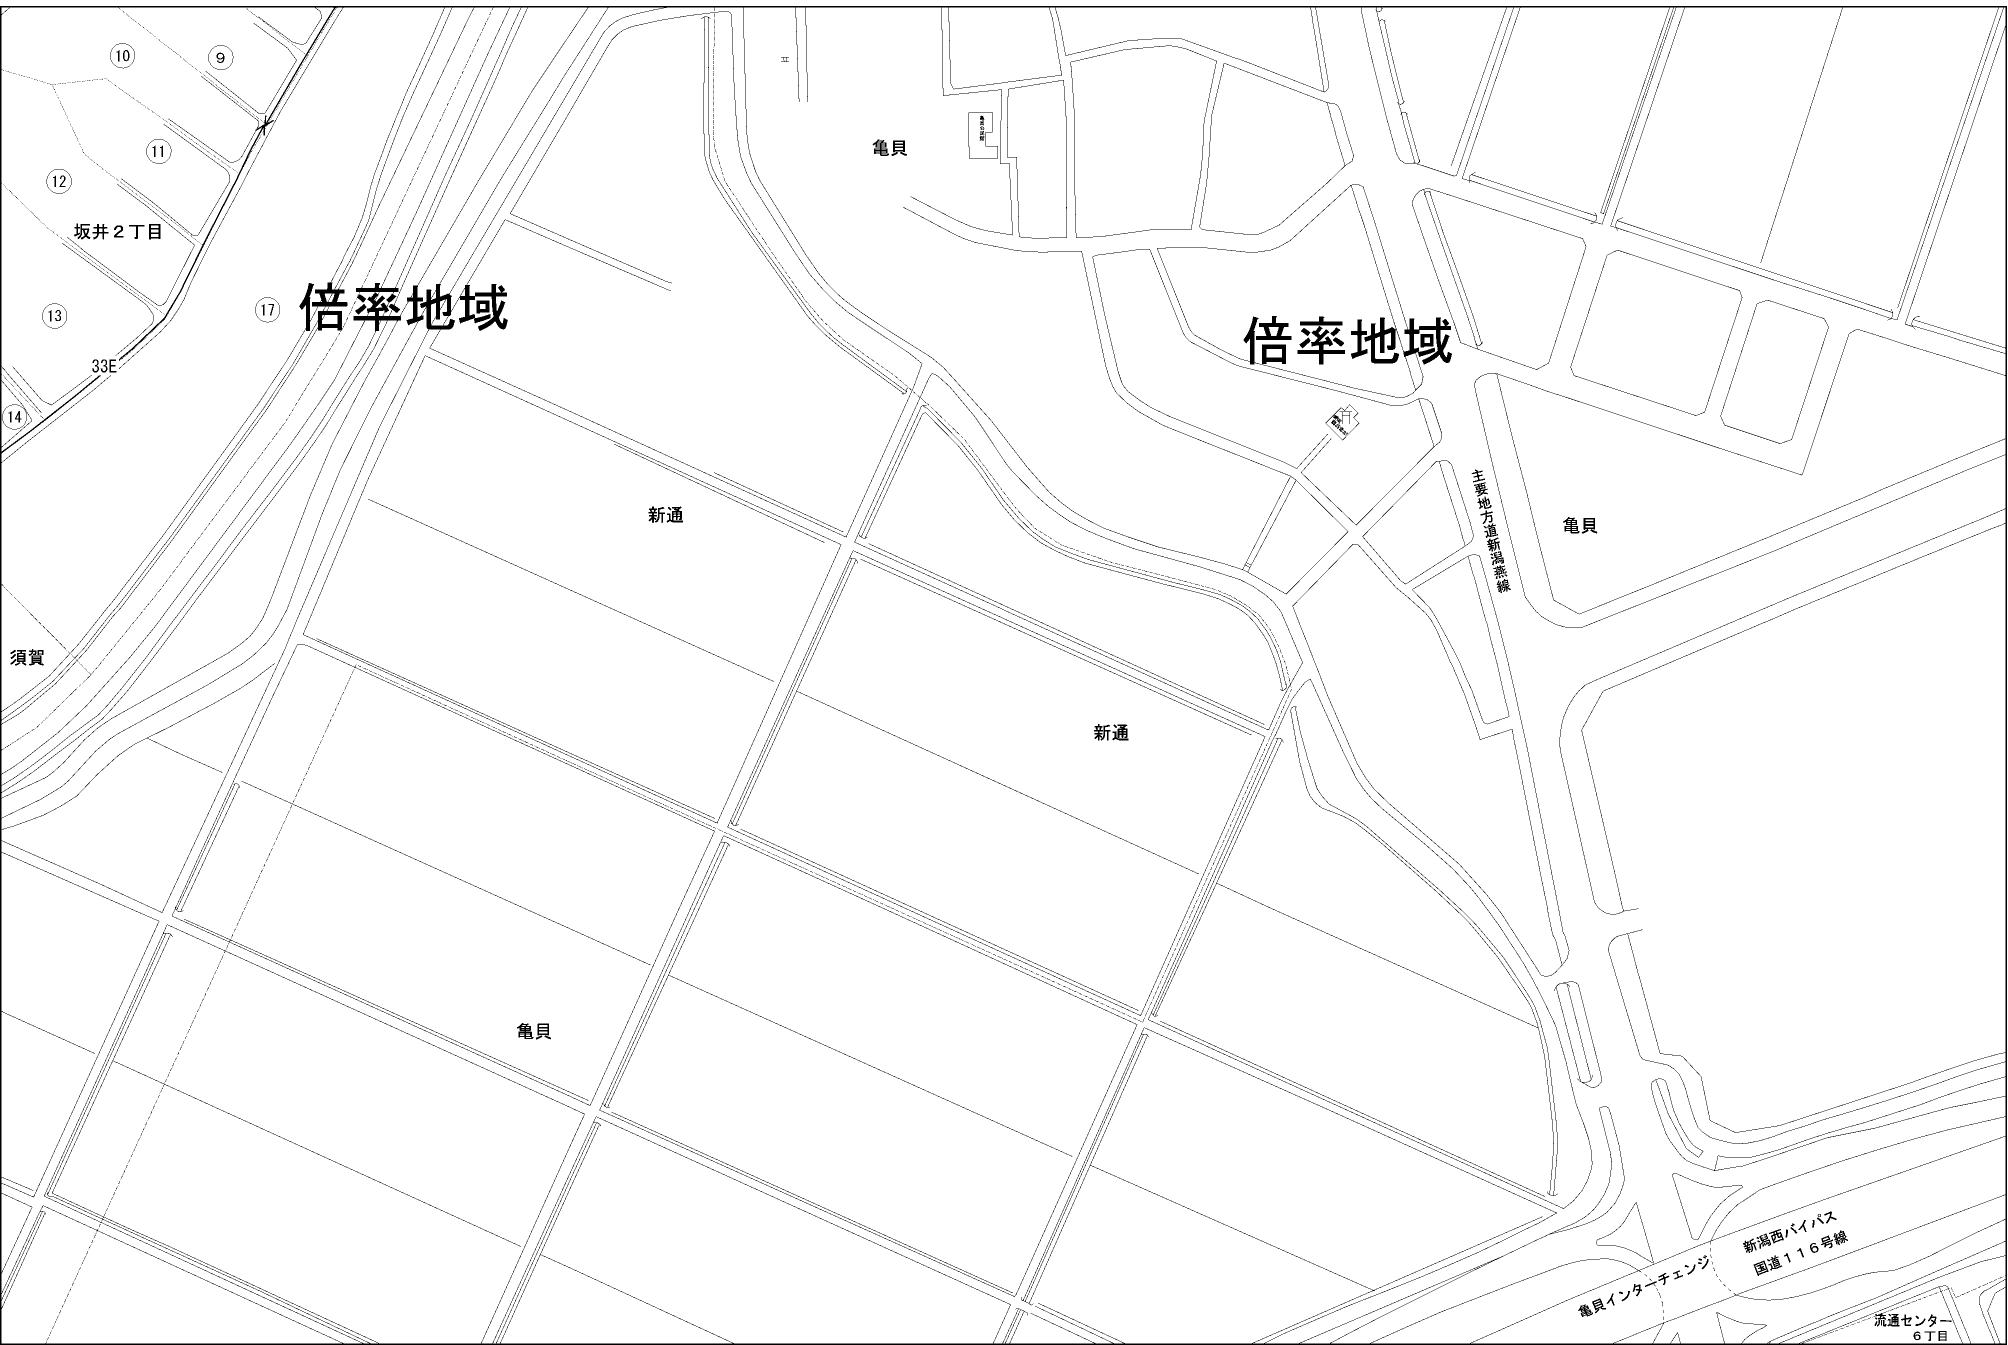 10
9
11
12
坂井２丁目
13
17
倍率地域
33E
14
亀貝
倍率地域
新通
亀貝
主要地方道新潟燕線
須賀
新通
亀貝
新潟西バイパス
国道１１６号線
亀貝インターチェンジ
流通センター
６丁目